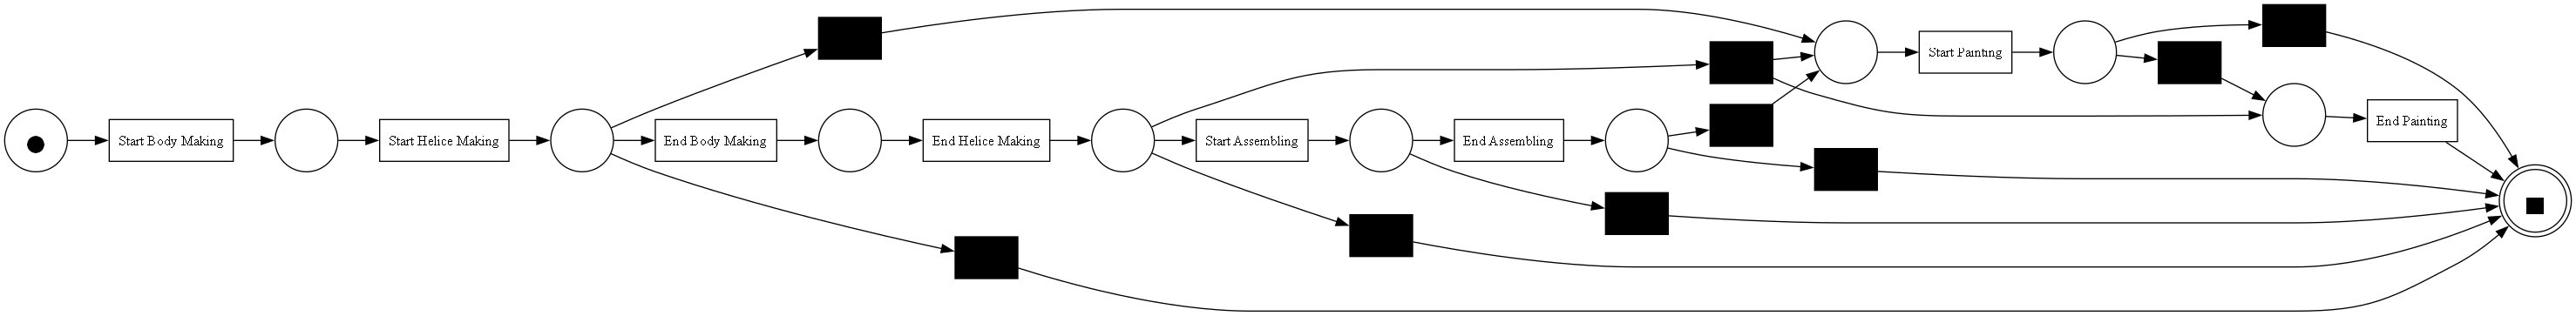 Start Body Making
Start Helice Making
End Body Making
End Helice Making
Start Assembling
End Assembling
Start Painting
End Painting